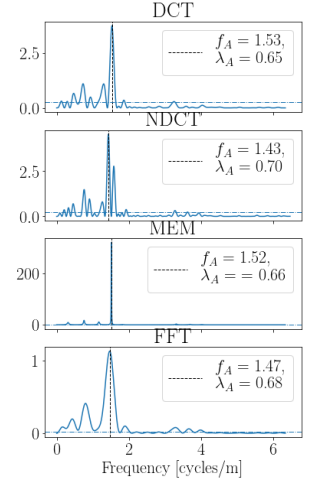 DCT
f_A = 1.53,
λ_A = 0.65
2.5
0.0
NDCT
f_A = 1.43,
λ_A = 0.70
2.5
0.0
MEM
f_A = 1.52,
λ_A = = 0.66
200
0
FFT
f_A = 1.47,
λ_A = 0.68
1
0
0 2 4 6
Frequency [cycles/m]